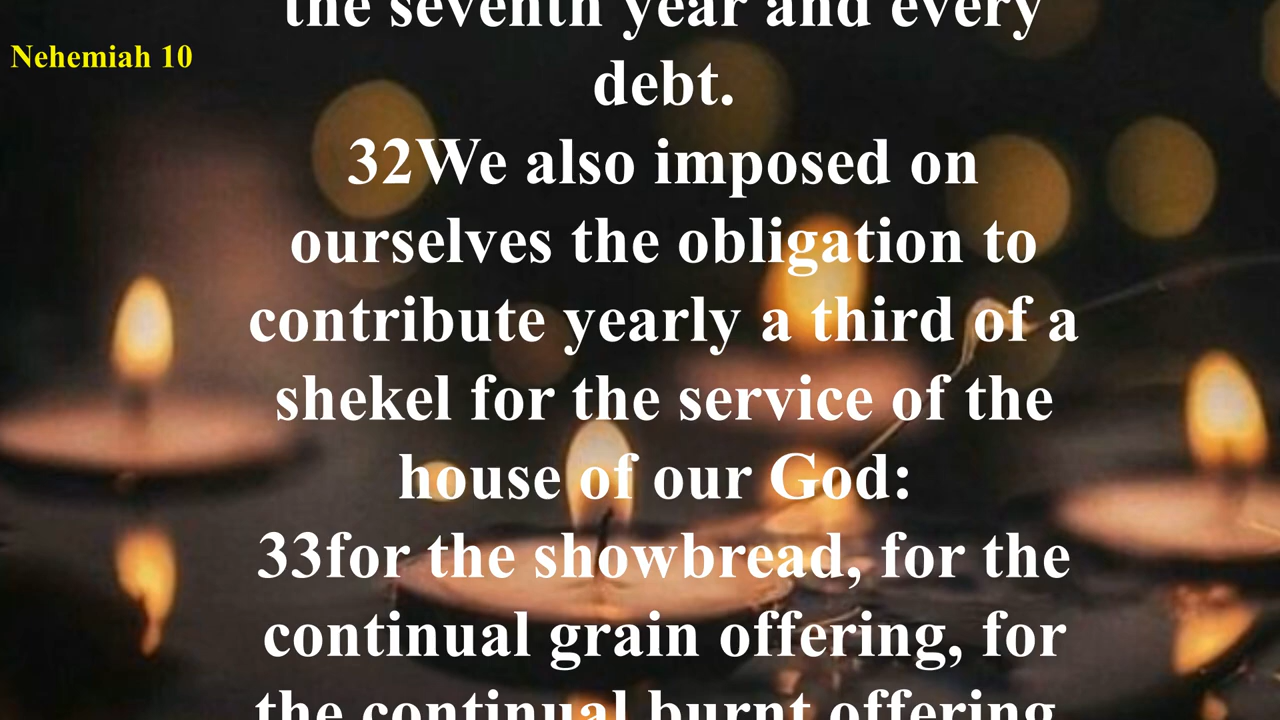 Nehemiah 10
the seventh year and every
debt.
32We also imposed on
ourselves the obligation to
contribute yearly a third of a
shekel for the service of the
house of our God:
33for the showbread, for the
continual grain offering, for
the continual burnt offering